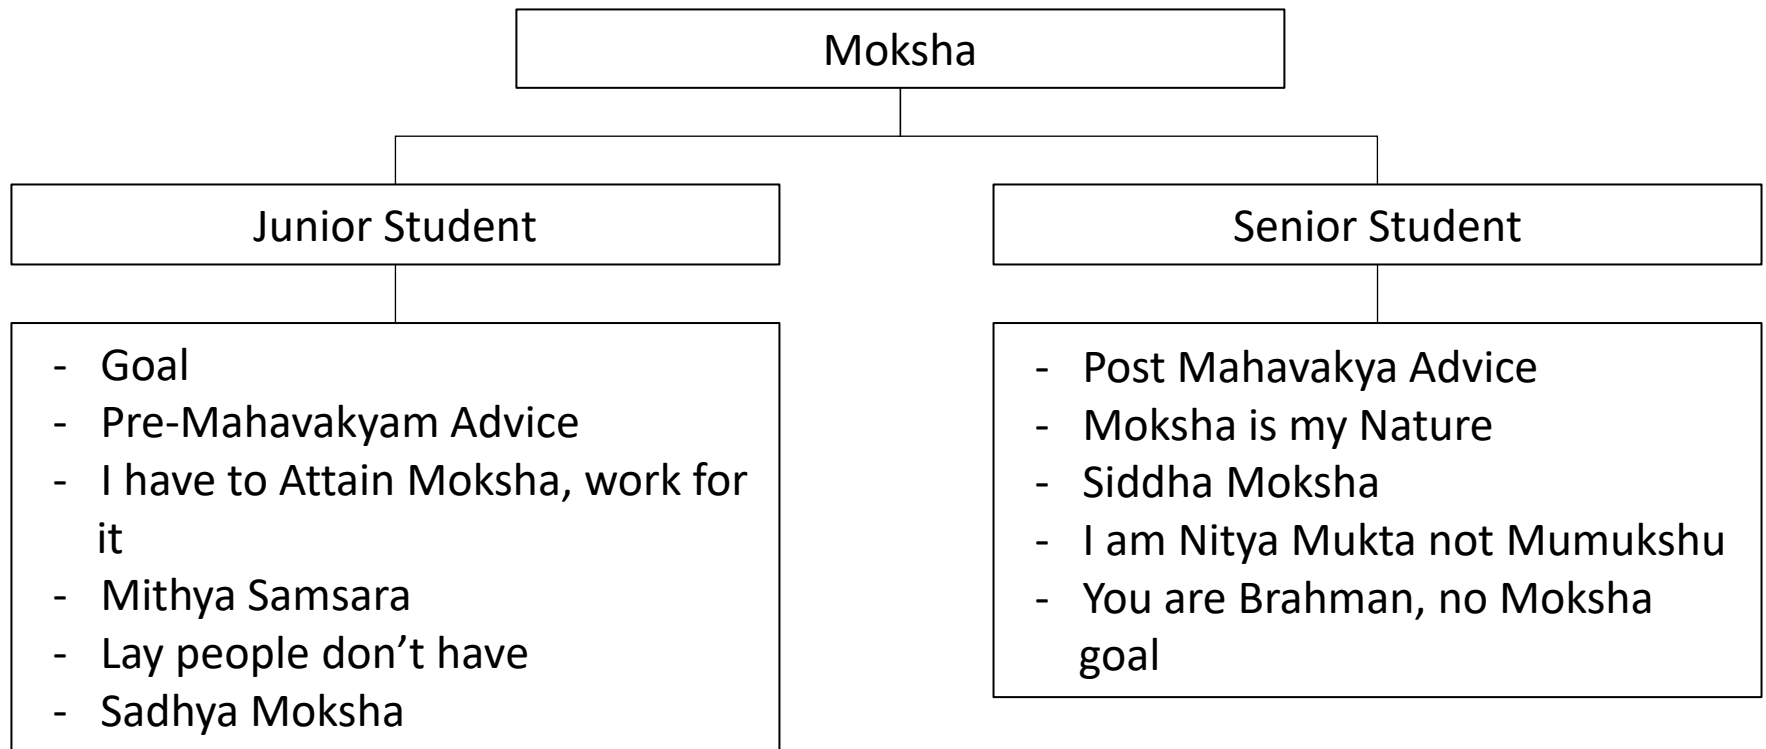 Moksha
Junior Student
Senior Student
- Goal
- Pre-Mahavakyam Advice
- I have to Attain Moksha, work for
it
- Mithya Samsara
- Lay people don’t have
- Sadhya Moksha
- Post Mahavakya Advice
- Moksha is my Nature
- Siddha Moksha
- I am Nitya Mukta not Mumukshu
- You are Brahman, no Moksha
goal